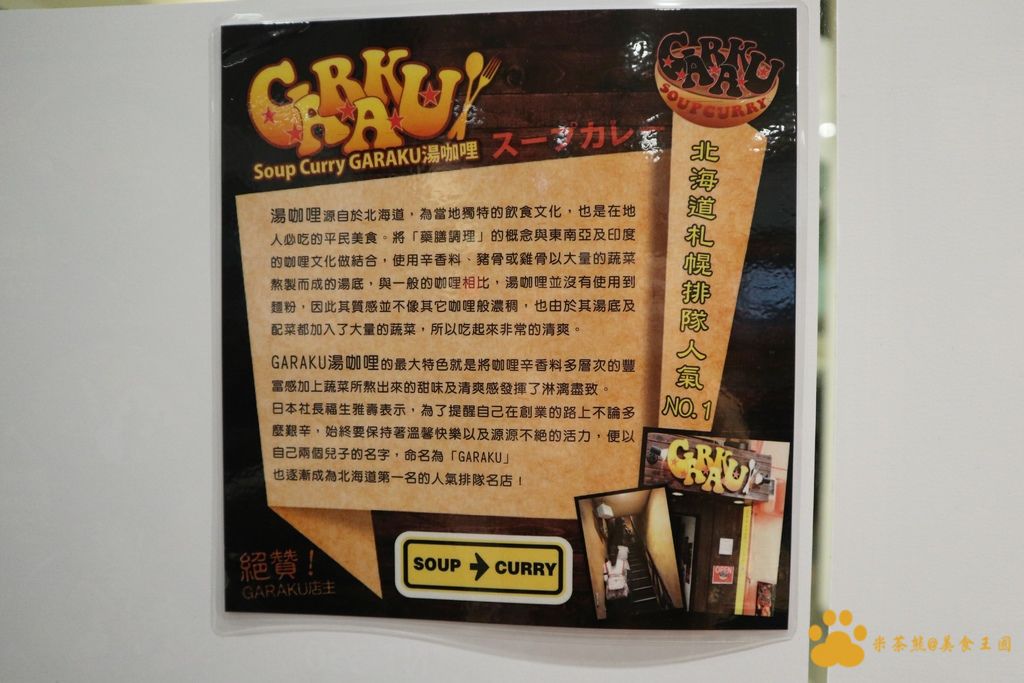 GARAKU
Soup Curry GARAKU湯咖哩
スープカレー
GARAKU
SOUPCURRY
北海道札幌排隊人氣NO.1
湯咖哩源自於北海道，為當地獨特的飲食文化，也是在地
人必吃的平民美食。將「藥膳調理」的概念與東南亞及印度
的咖哩文化做結合，使用辛香料、豬骨或雞骨以大量的蔬菜
熬製而成的湯底，與一般的咖哩相比，湯咖哩並沒有使用到
麵粉，因此其質感並不像其它咖哩般濃稠，也由於其湯底及
配菜都加入了大量的蔬菜，所以吃起來非常的清爽。
GARAKU湯咖哩的最大特色就是將咖哩辛香料多層次的豐
富感加上蔬菜所熬出來的甜味及清爽感發揮了淋漓盡致。
日本社長福生雅壽表示，為了提醒自己在創業的路上不論多
麼艱辛，始終要保持著溫馨快樂以及源源不絕的活力，便以
自己兩個兒子的名字，命名為「GARAKU」
也逐漸成為北海道第一名的人氣排隊名店！
GARAKU
OPEN
SOUP → CURRY
絕贊！
GARAKU店主
米茶熊@美食王國